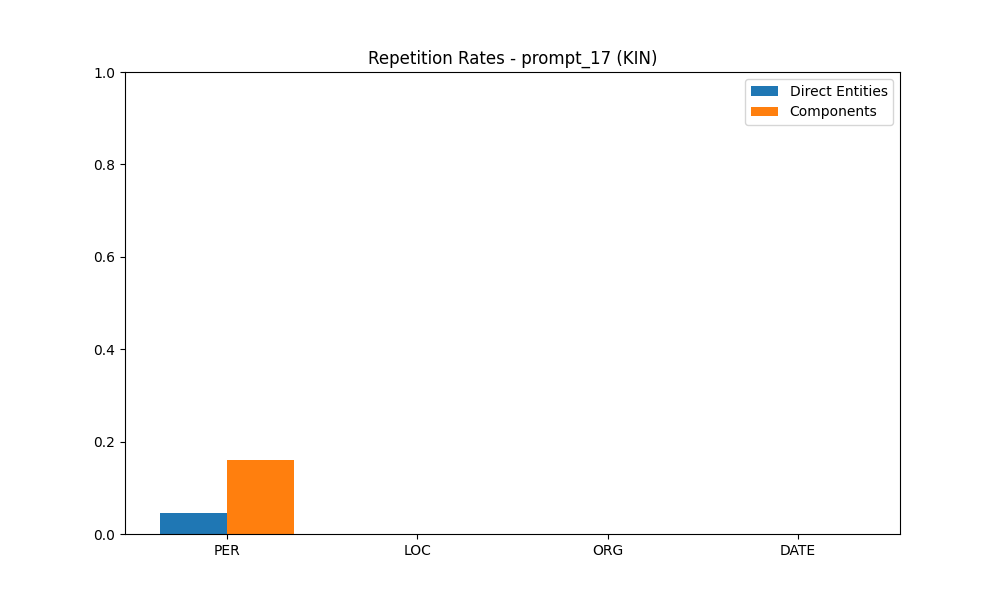 Repetition Rates - prompt_17 (KIN)
Direct Entities
Components
1.0
0.8
0.6
0.4
0.2
0.0
PER LOC ORG DATE